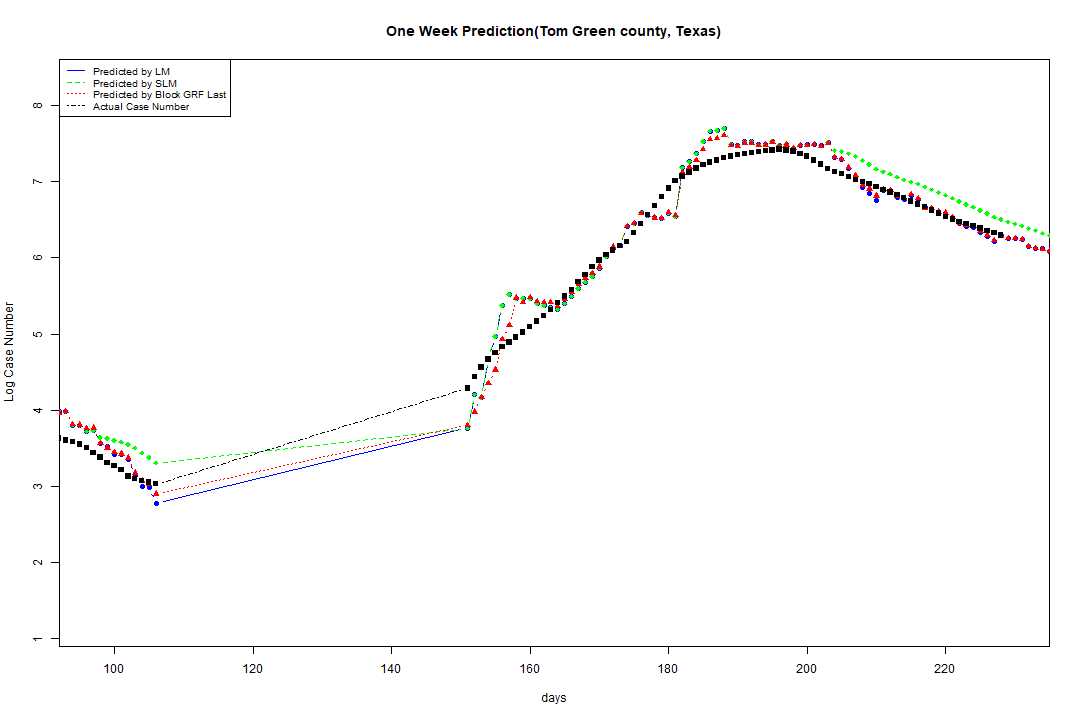 One Week Prediction(Tom Green county, Texas)
Predicted by LM
Predicted by SLM
Predicted by Block GRF Last
Actual Case Number
Log Case Number
8
7
6
5
4
3
2
1
100 120 140 160 180 200 220
days